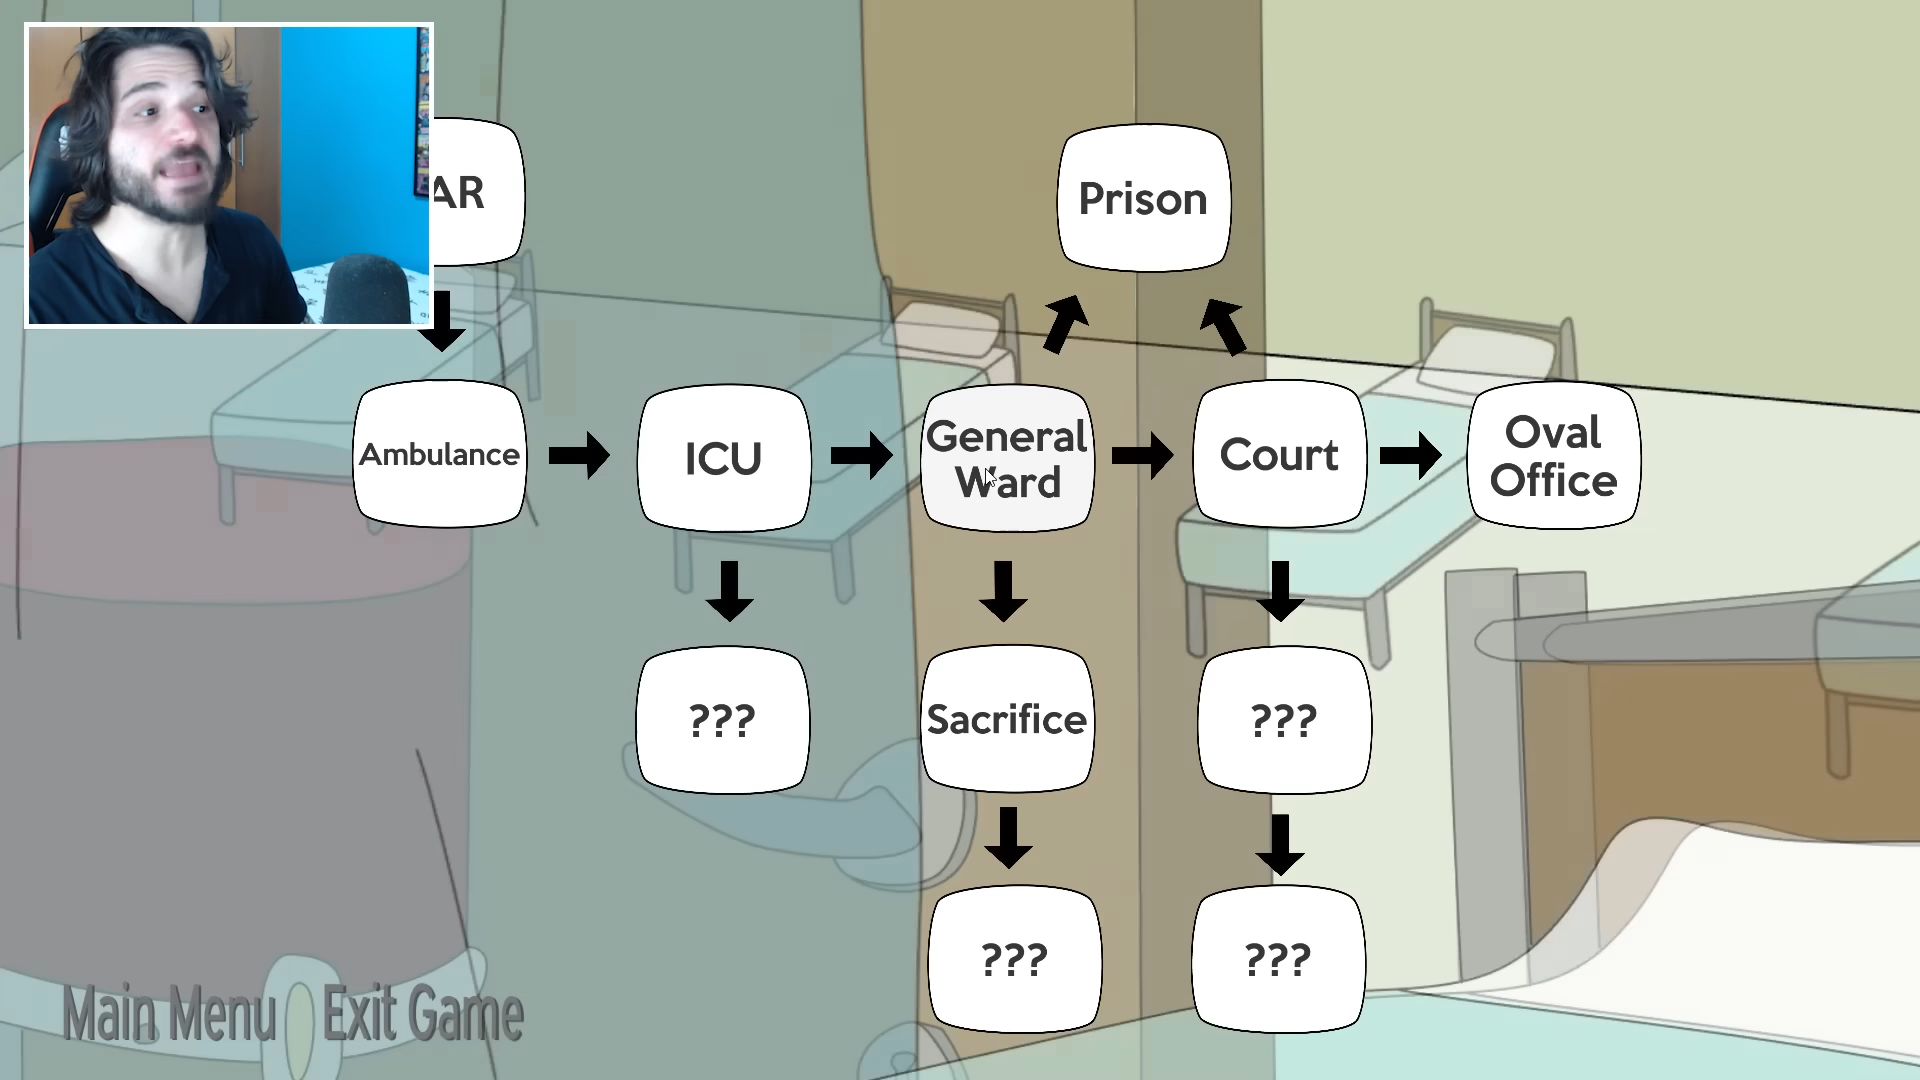 AR
Prison
Ambulance
ICU
General
Ward
Court
Oval
Office
???
Sacrifice
???
???
???
Main Menu
Exit Game